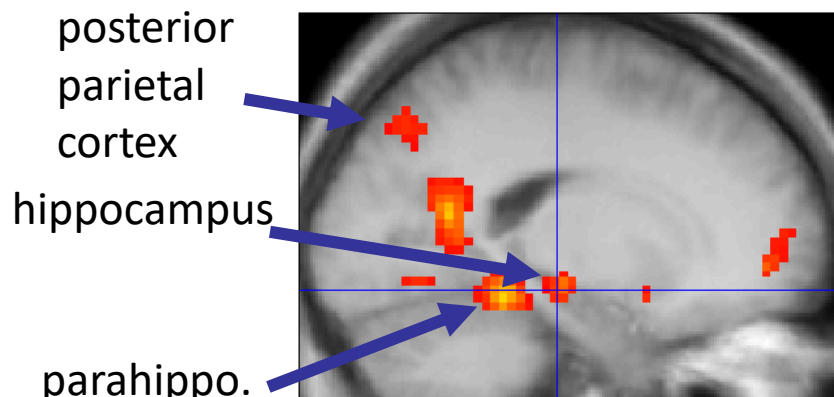 posterior
parietal
cortex
hippocampus
parahippo.